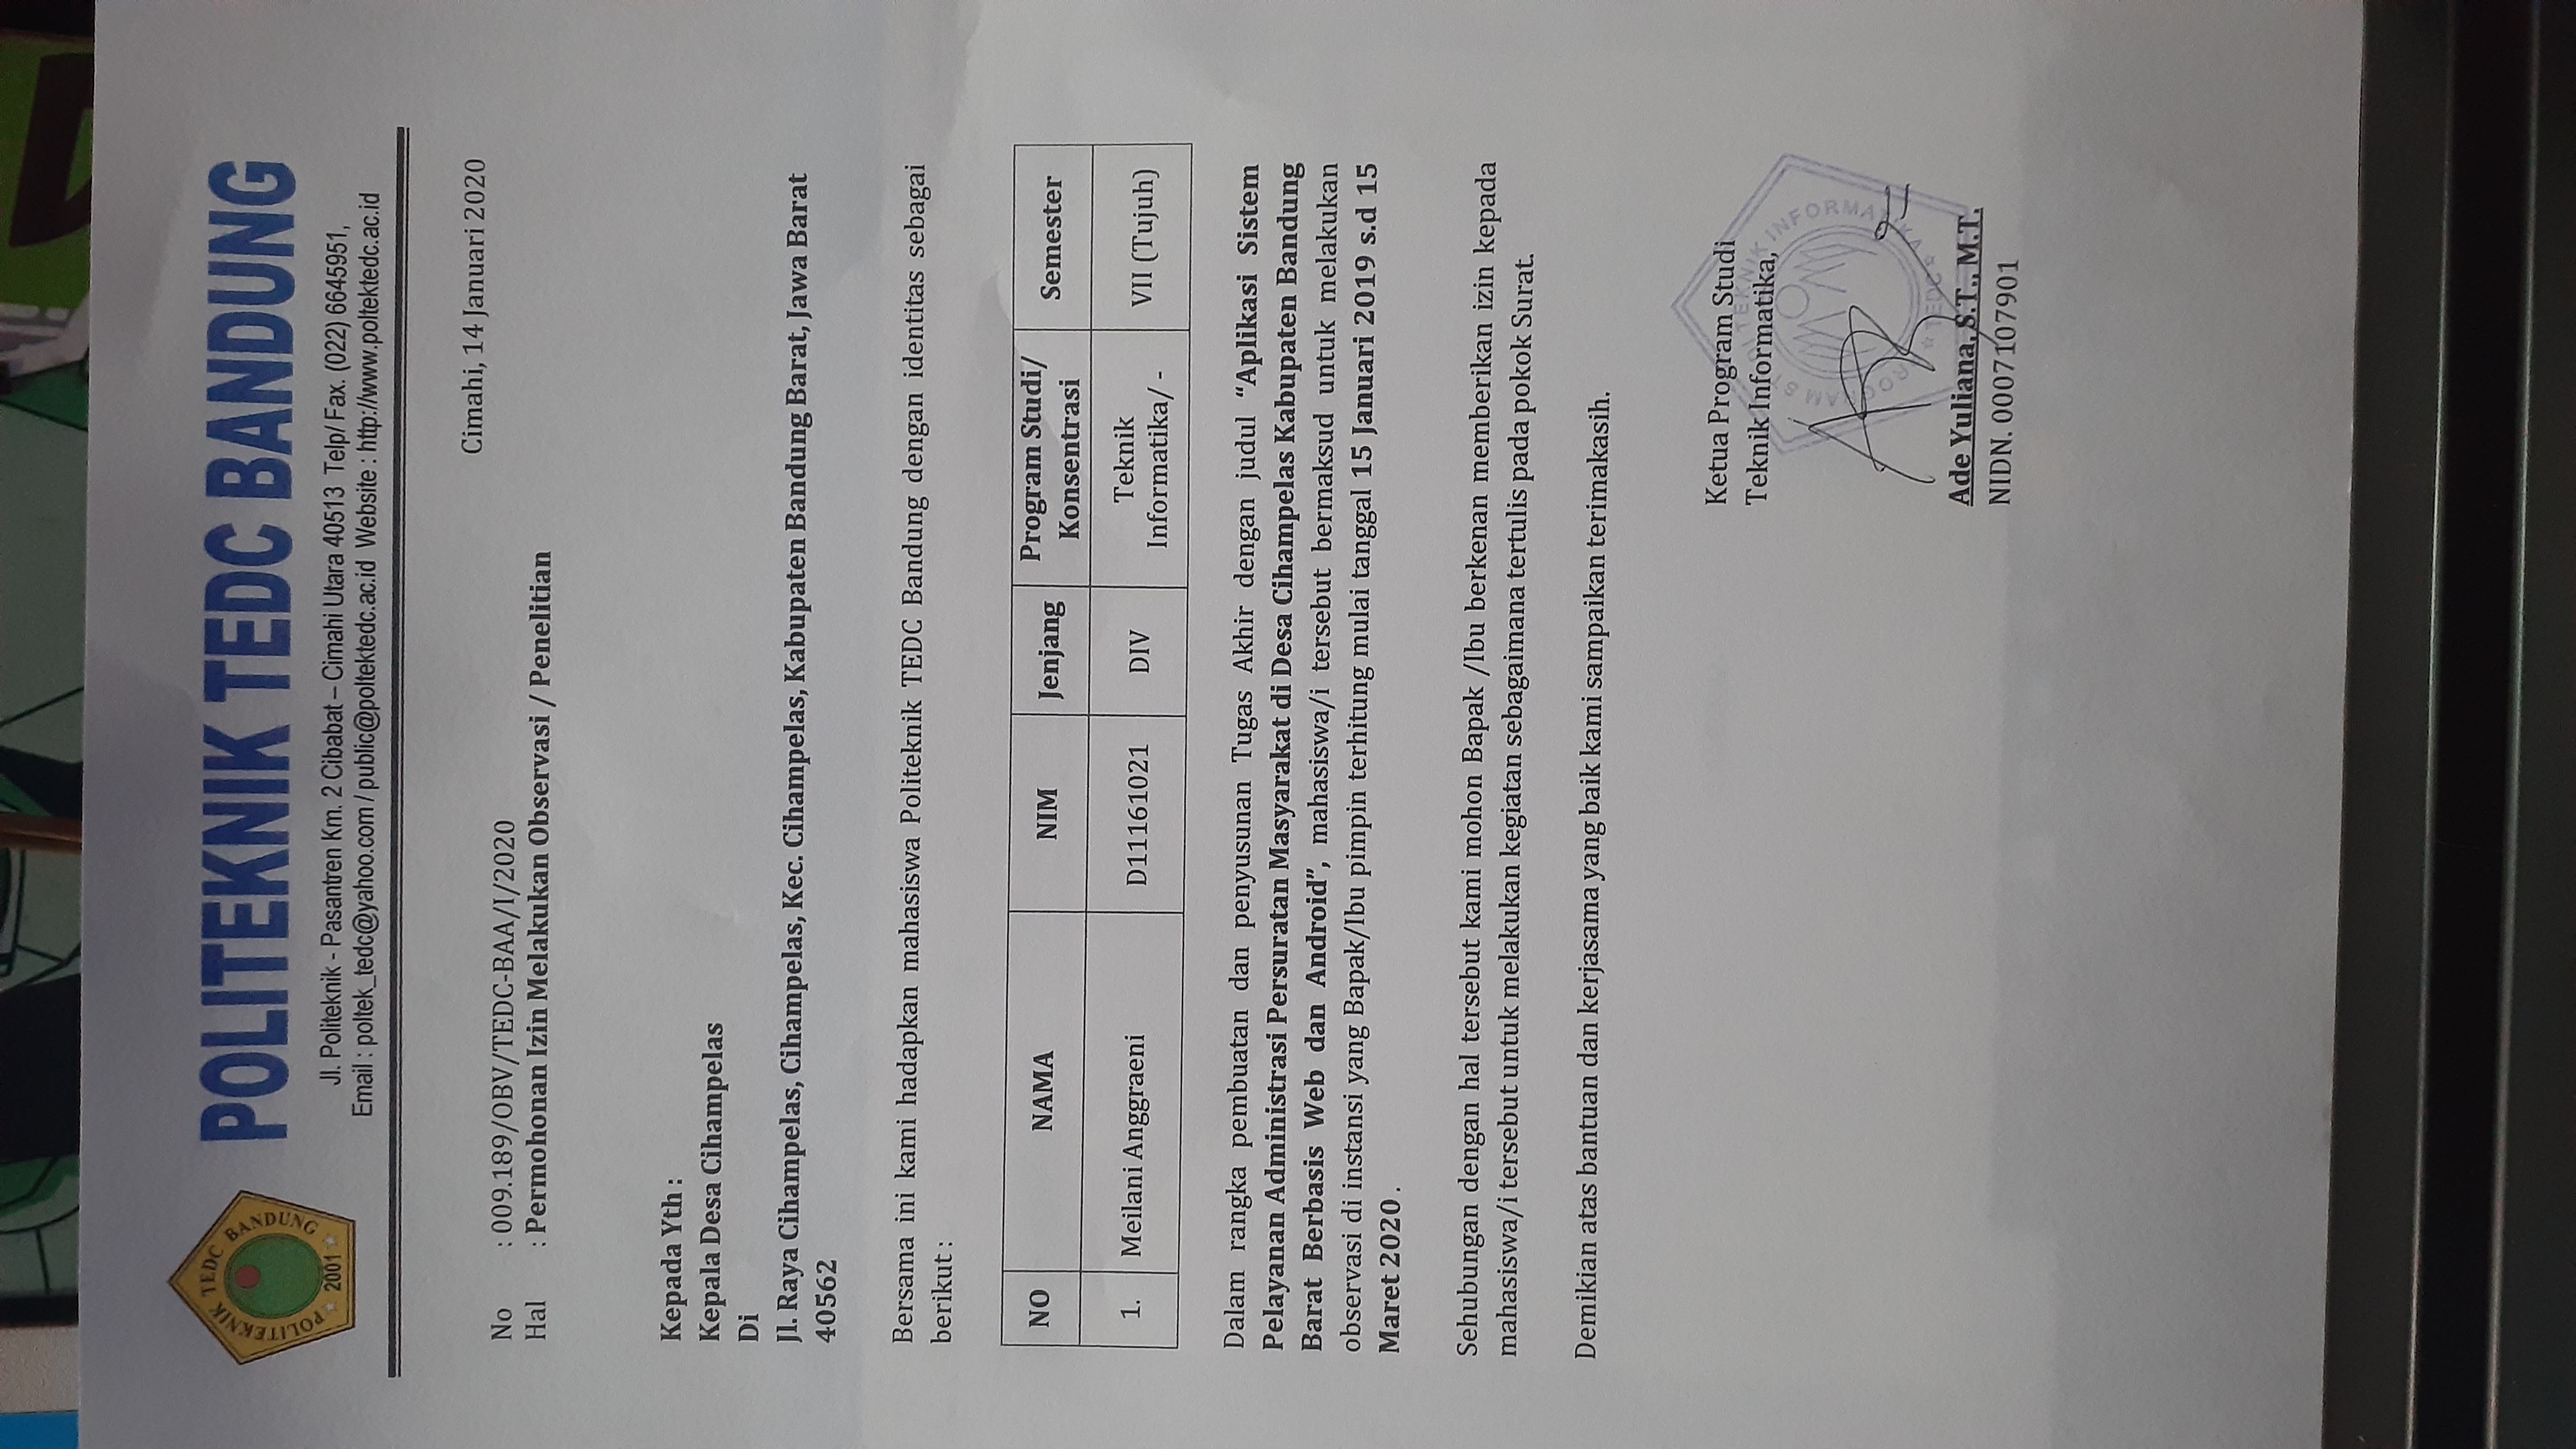 POLITEKNIK TEDC BANDUNG
2001
POLITEKNIK TEDC BANDUNG
Jl. Politeknik - Pasantren Km. 2 Cibabat – Cimahi Utara 40513 Telp/ Fax. (022) 6645951,
Email : poltek_tedc@yahoo.com / public@poltektedc.ac.id Website : http://www.poltektedc.ac.id
Cimahi, 14 Januari 2020
No : 009.189/OBV/TEDC-BAA/I/2020
Hal : Permohonan Izin Melakukan Observasi / Penelitian
Kepada Yth :
Kepala Desa Cihampelas
Di
Jl. Raya Cihampelas, Cihampelas, Kec. Cihampelas, Kabupaten Bandung Barat, Jawa Barat
40562
Bersama ini kami hadapkan mahasiswa Politeknik TEDC Bandung dengan identitas sebagai
berikut :
NO NAMA NIM Jenjang Program Studi/ Konsentrasi Semester
1. Meilani Anggraeni D11161021 DIV Teknik Informatika/ - VII (Tujuh)
Dalam rangka pembuatan dan penyusunan Tugas Akhir dengan judul “Aplikasi Sistem
Pelayanan Administrasi Persuratan Masyarakat di Desa Cihampelas Kabupaten Bandung
Barat Berbasis Web dan Android”, mahasiswa/i tersebut bermaksud untuk melakukan
observasi di instansi yang Bapak/Ibu pimpin terhitung mulai tanggal 15 Januari 2019 s.d 15
Maret 2020 .
Sehubungan dengan hal tersebut kami mohon Bapak /Ibu berkenan memberikan izin kepada
mahasiswa/i tersebut untuk melakukan kegiatan sebagaimana tertulis pada pokok Surat.
Demikian atas bantuan dan kerjasama yang baik kami sampaikan terimakasih.
Ketua Program Studi
Teknik Informatika,
TEDC
Ade Yuliana, S.T., M.T.
NIDN. 0007107901